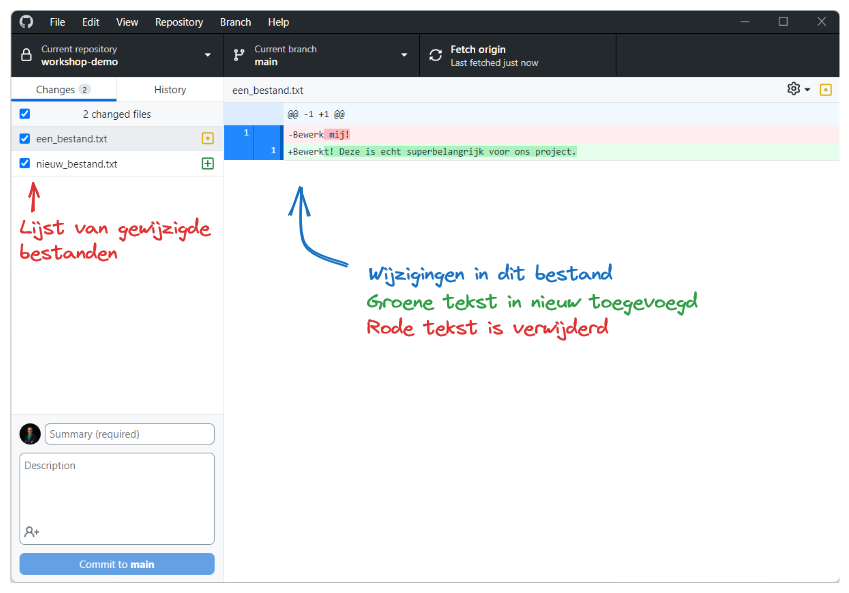 File Edit View Repository Branch Help
Current repository
workshop-demo
Current branch
main
Fetch origin
Last fetched just now
Changes 2 History
2 changed files
een_bestand.txt
nieuw_bestand.txt
een_bestand.txt
@@ -1 +1 @@
1 -Bewerk mij!
1 +Bewerkt! Deze is echt superbelangrijk voor ons project.
Lijst van gewijzigde
bestanden
Wijzigingen in dit bestand
Groene tekst in nieuw toegevoegd
Rode tekst is verwijderd
Summary (required)
Description
Commit to main